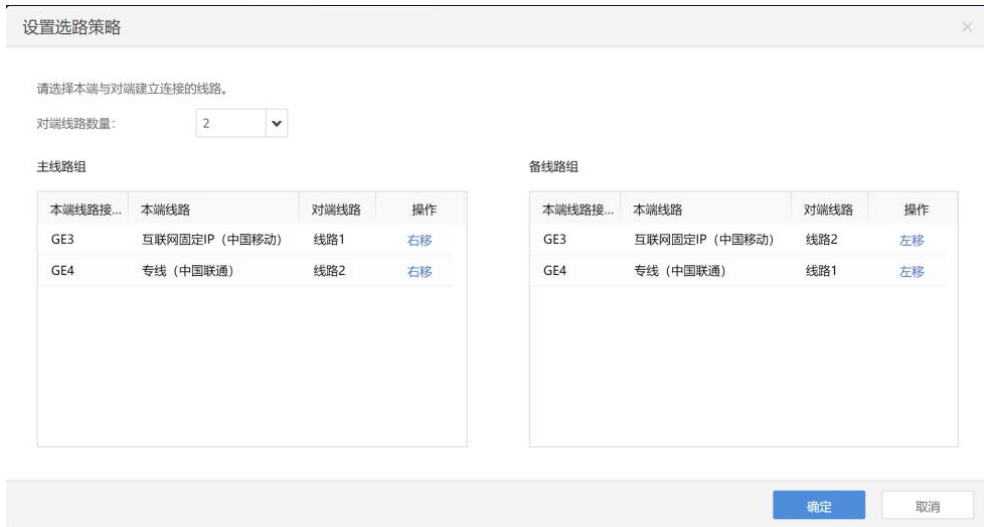 设置选路策略
请选择本端与对端建立连接的线路。
对端线路数量： 2
主线路组
本端线路接... 本端线路 对端线路 操作
GE3 互联网固定IP（中国移动） 线路1 右移
GE4 专线（中国联通） 线路2 右移
备线路组
本端线路接... 本端线路 对端线路 操作
GE3 互联网固定IP（中国移动） 线路2 左移
GE4 专线（中国联通） 线路1 左移
确定 取消